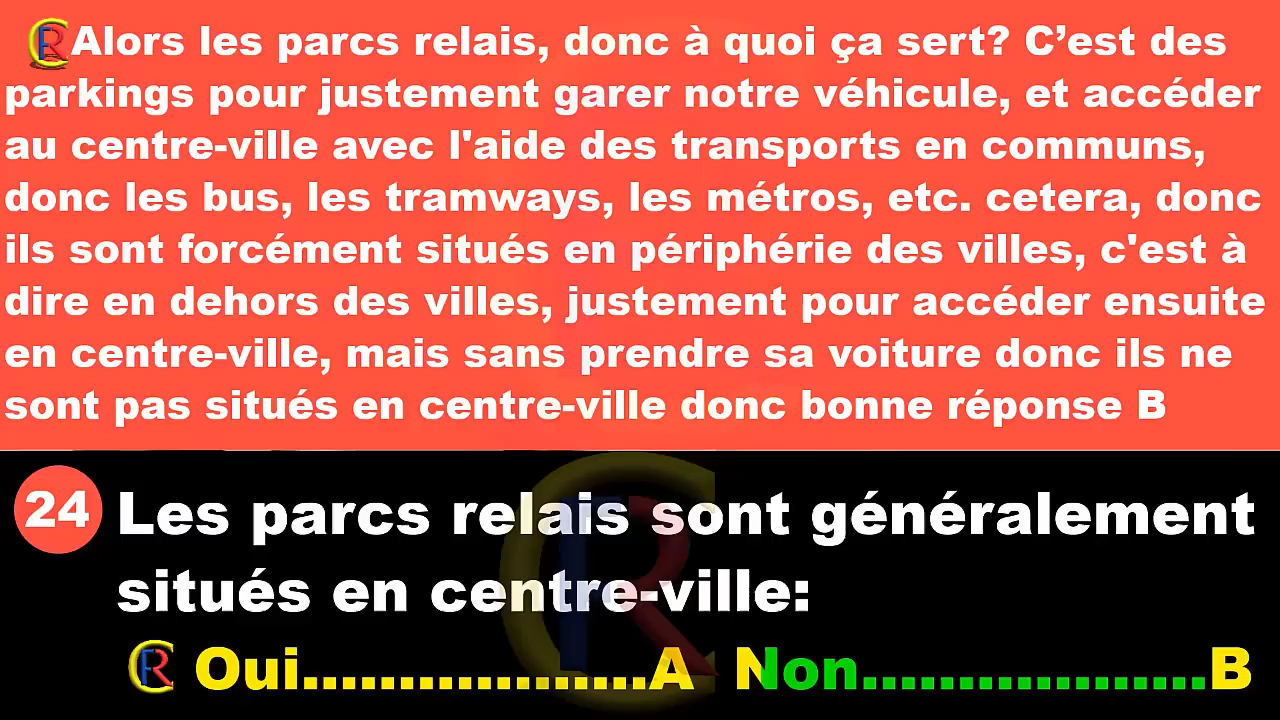 Alors les parcs relais, donc à quoi ça sert? C’est des
parkings pour justement garer notre véhicule, et accéder
au centre-ville avec l'aide des transports en communs,
donc les bus, les tramways, les métros, etc. cetera, donc
ils sont forcément situés en périphérie des villes, c'est à
dire en dehors des villes, justement pour accéder ensuite
en centre-ville, mais sans prendre sa voiture donc ils ne
sont pas situés en centre-ville donc bonne réponse B
24 Les parcs relais sont généralement
situés en centre-ville:
Oui..................A Non..................B